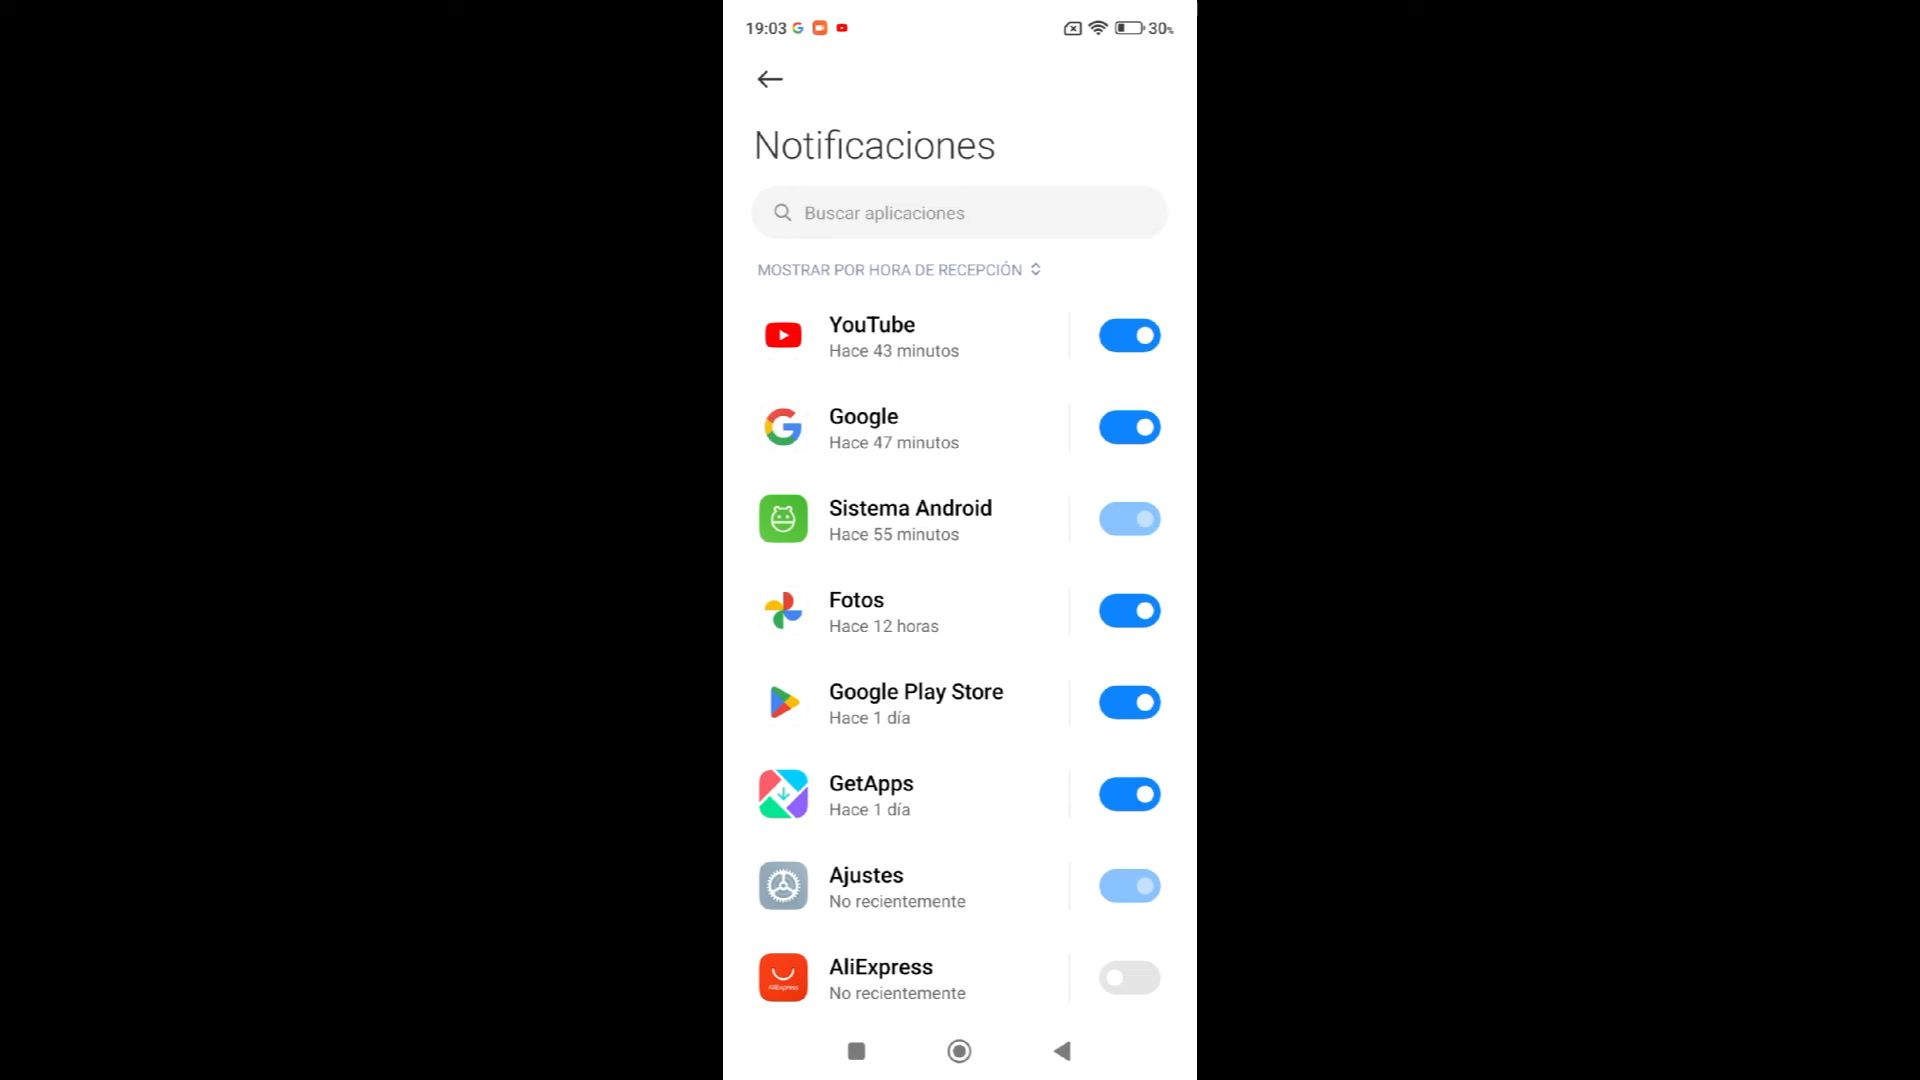 19:03
30%
Notificaciones
Buscar aplicaciones
MOSTRAR POR HORA DE RECEPCIÓN
YouTube
Hace 43 minutos
Google
Hace 47 minutos
Sistema Android
Hace 55 minutos
Fotos
Hace 12 horas
Google Play Store
Hace 1 día
GetApps
Hace 1 día
Ajustes
No recientemente
AliExpress
AliExpress
No recientemente